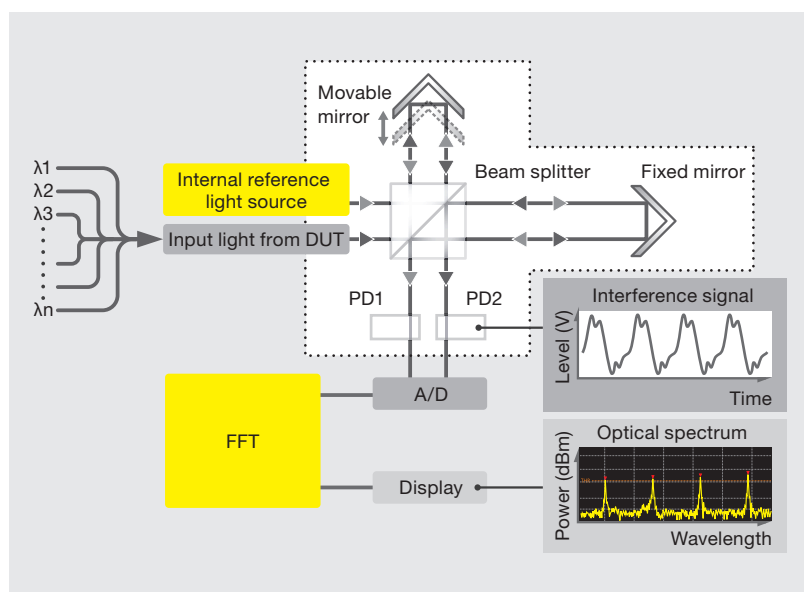 Movable
mirror
λ1
λ2
λ3
λn
Internal reference
light source
Input light from DUT
Beam splitter
Fixed mirror
PD1
PD2
Interference signal
Level (V)
Time
A/D
FFT
Display
Optical spectrum
Power (dBm)
Wavelength